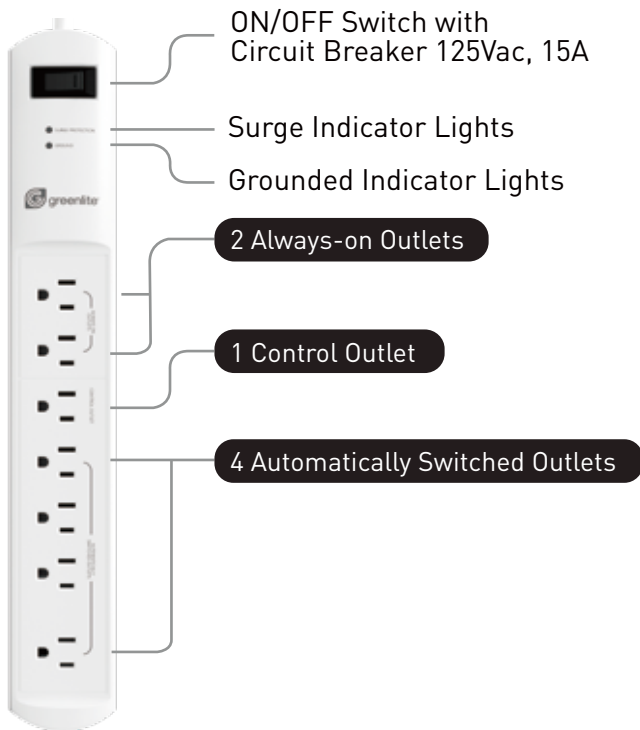 ON/OFF Switch with
Circuit Breaker 125Vac, 15A
Surge Indicator Lights
Grounded Indicator Lights
greenlite
2 Always-on Outlets
1 Control Outlet
4 Automatically Switched Outlets